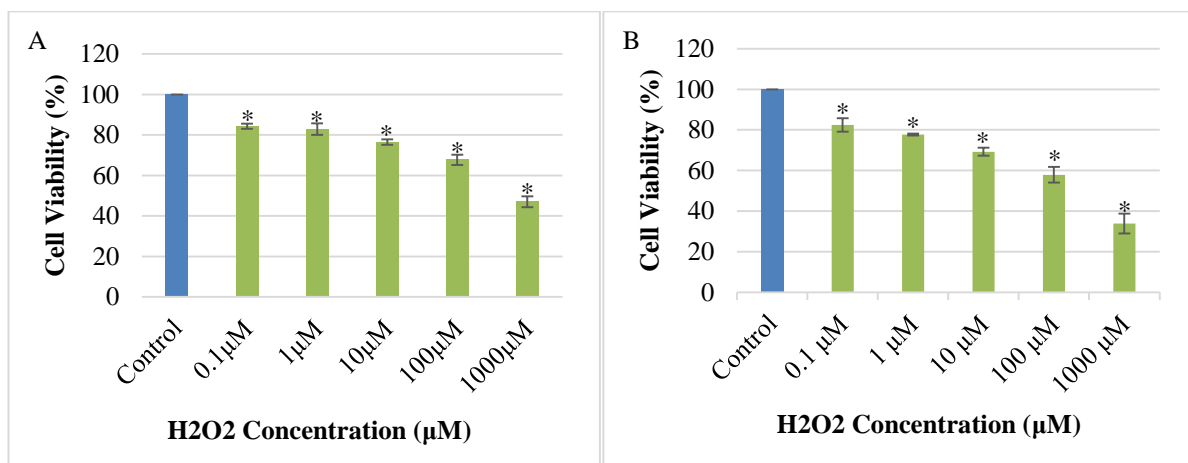 A
Cell Viability (%)
120
100
80
60
40
20
0
* * * * *
Control 0.1µM 1µM 10µM 100µM 1000µM
H2O2 Concentration (µM)
B
Cell Viability (%)
120
100
80
60
40
20
0
* * * * *
Control 0.1 µM 1 µM 10 µM 100 µM 1000 µM
H2O2 Concentration (µM)